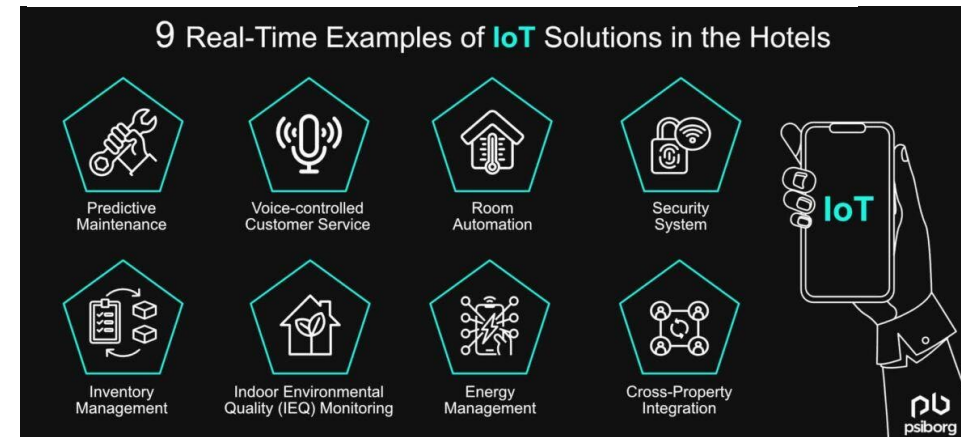 9 Real-Time Examples of IoT Solutions in the Hotels
Predictive
Maintenance
Voice-controlled
Customer Service
Room
Automation
Security
System
IoT
Inventory
Management
Indoor Environmental
Quality (IEQ) Monitoring
Energy
Management
Cross-Property
Integration
psiborg